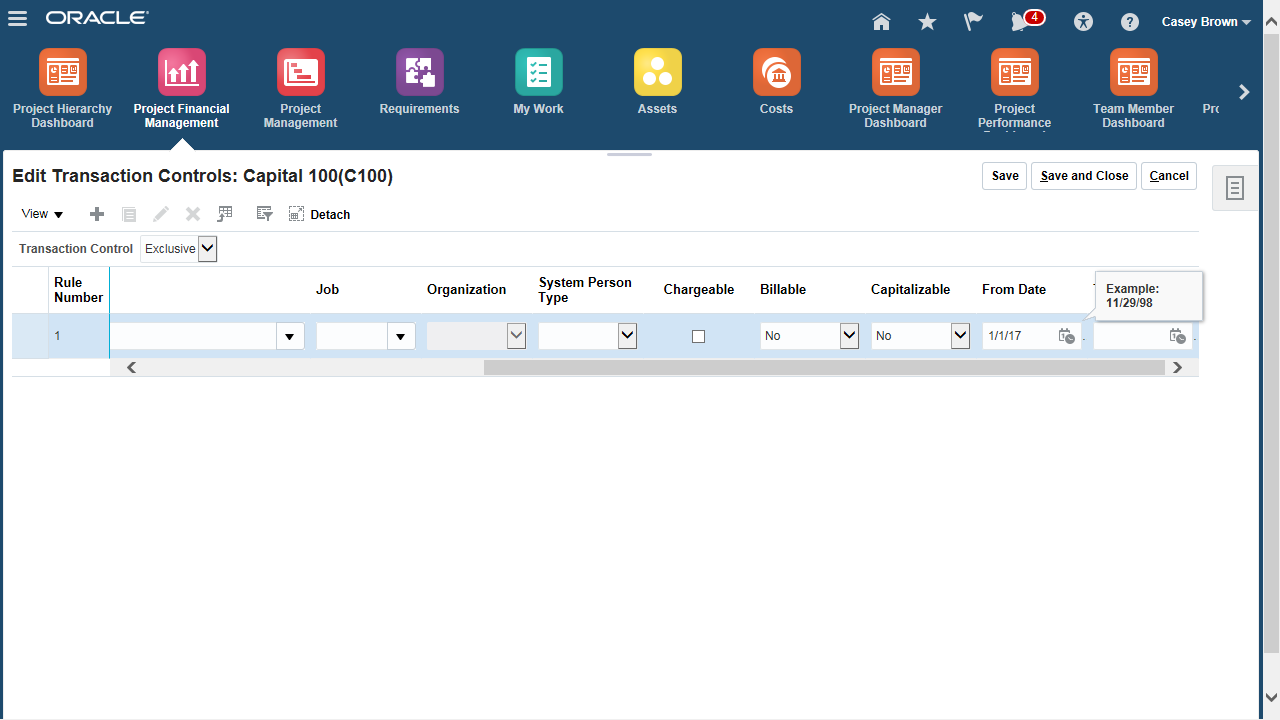 ORACLE
4
Casey Brown
Project Hierarchy
Dashboard
Project Financial
Management
Project
Management
Requirements
My Work
Assets
Costs
Project Manager
Dashboard
Project
Performance
Team Member
Dashboard
Pro
Edit Transaction Controls: Capital 100(C100)
Save
Save and Close
Cancel
View
Detach
Transaction Control
Exclusive
Rule
Number
Job
Organization
System Person
Type
Chargeable
Billable
Capitalizable
From Date
Example:
11/29/98
1
No
No
1/1/17